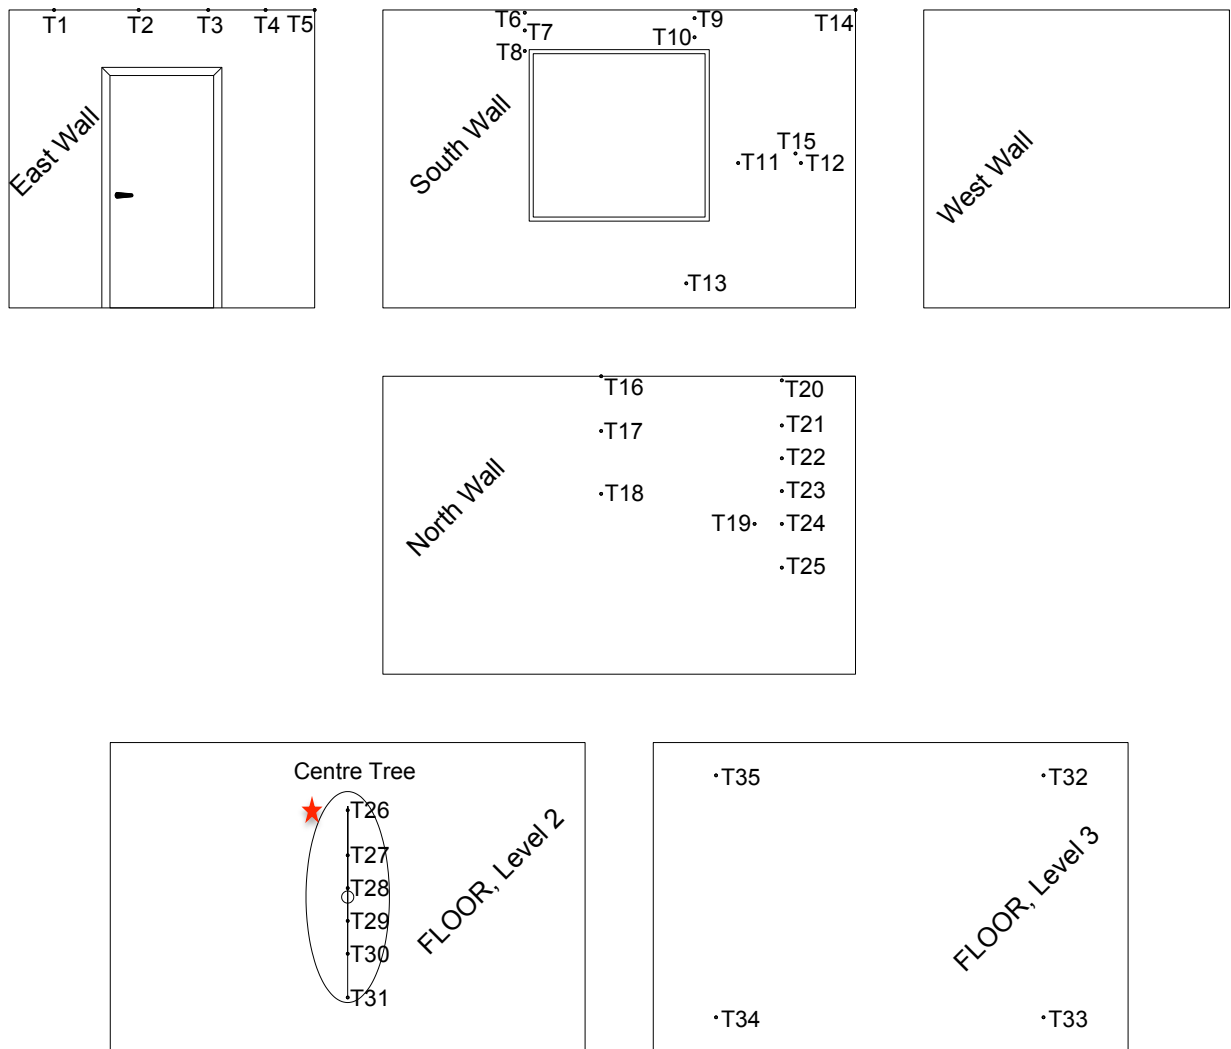 T1
T2
T3
T4
T5
East Wall
T6
T7
T8
T9
T10
T14
South Wall
T15
T11
T12
T13
West Wall
T16
T17
T18
T19
T20
T21
T22
T23
T24
T25
North Wall
Centre Tree
T26
T27
T28
T29
T30
T31
FLOOR, Level 2
T35
T32
FLOOR, Level 3
T34
T33